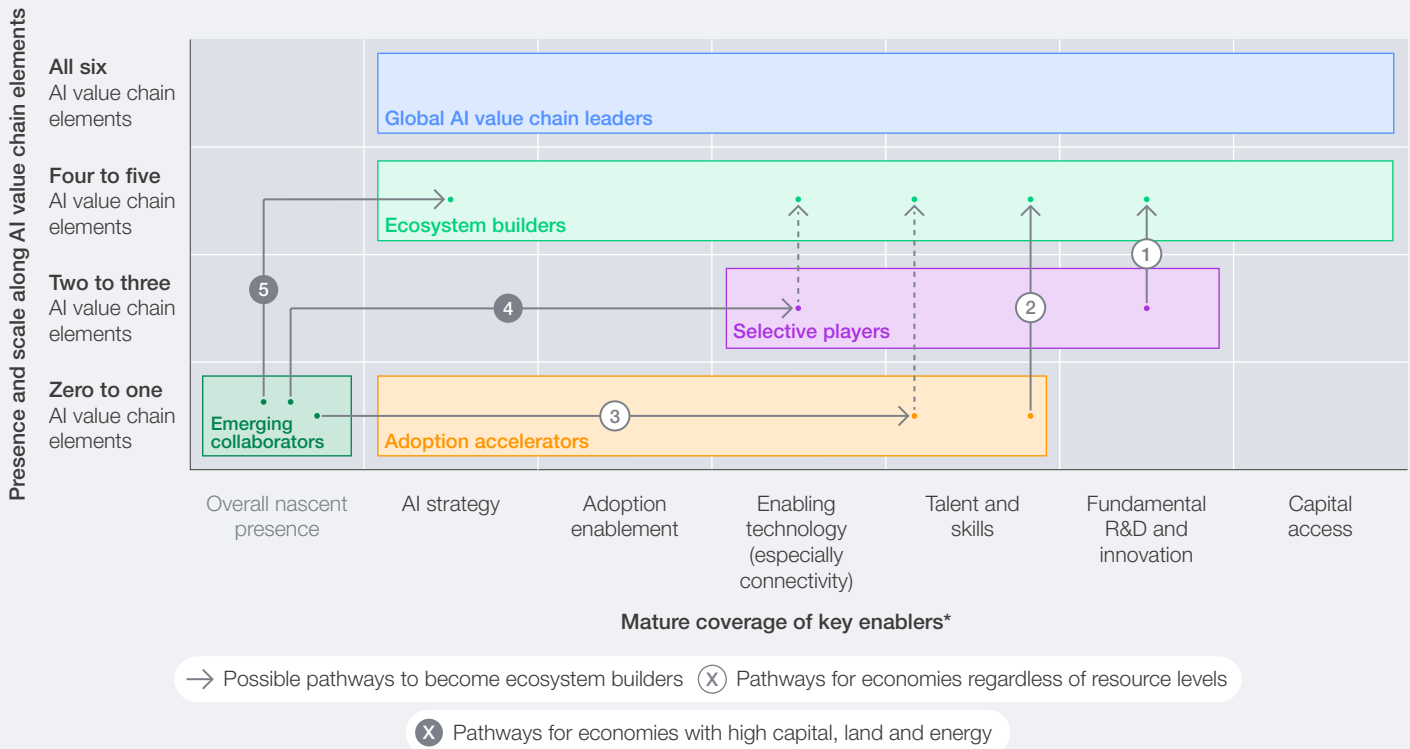 Presence and scale along AI value chain elements
All six
AI value chain
elements
Global AI value chain leaders
Four to five
AI value chain
elements
Ecosystem builders
Two to three
AI value chain
elements
Selective players
Zero to one
AI value chain
elements
Emerging
collaborators
Adoption accelerators
5
4
3
2
1
Overall nascent
presence
AI strategy
Adoption
enablement
Enabling
technology
(especially
connectivity)
Talent and
skills
Fundamental
R&D and
innovation
Capital
access
Mature coverage of key enablers*
Possible pathways to become ecosystem builders
X Pathways for economies regardless of resource levels
X Pathways for economies with high capital, land and energy